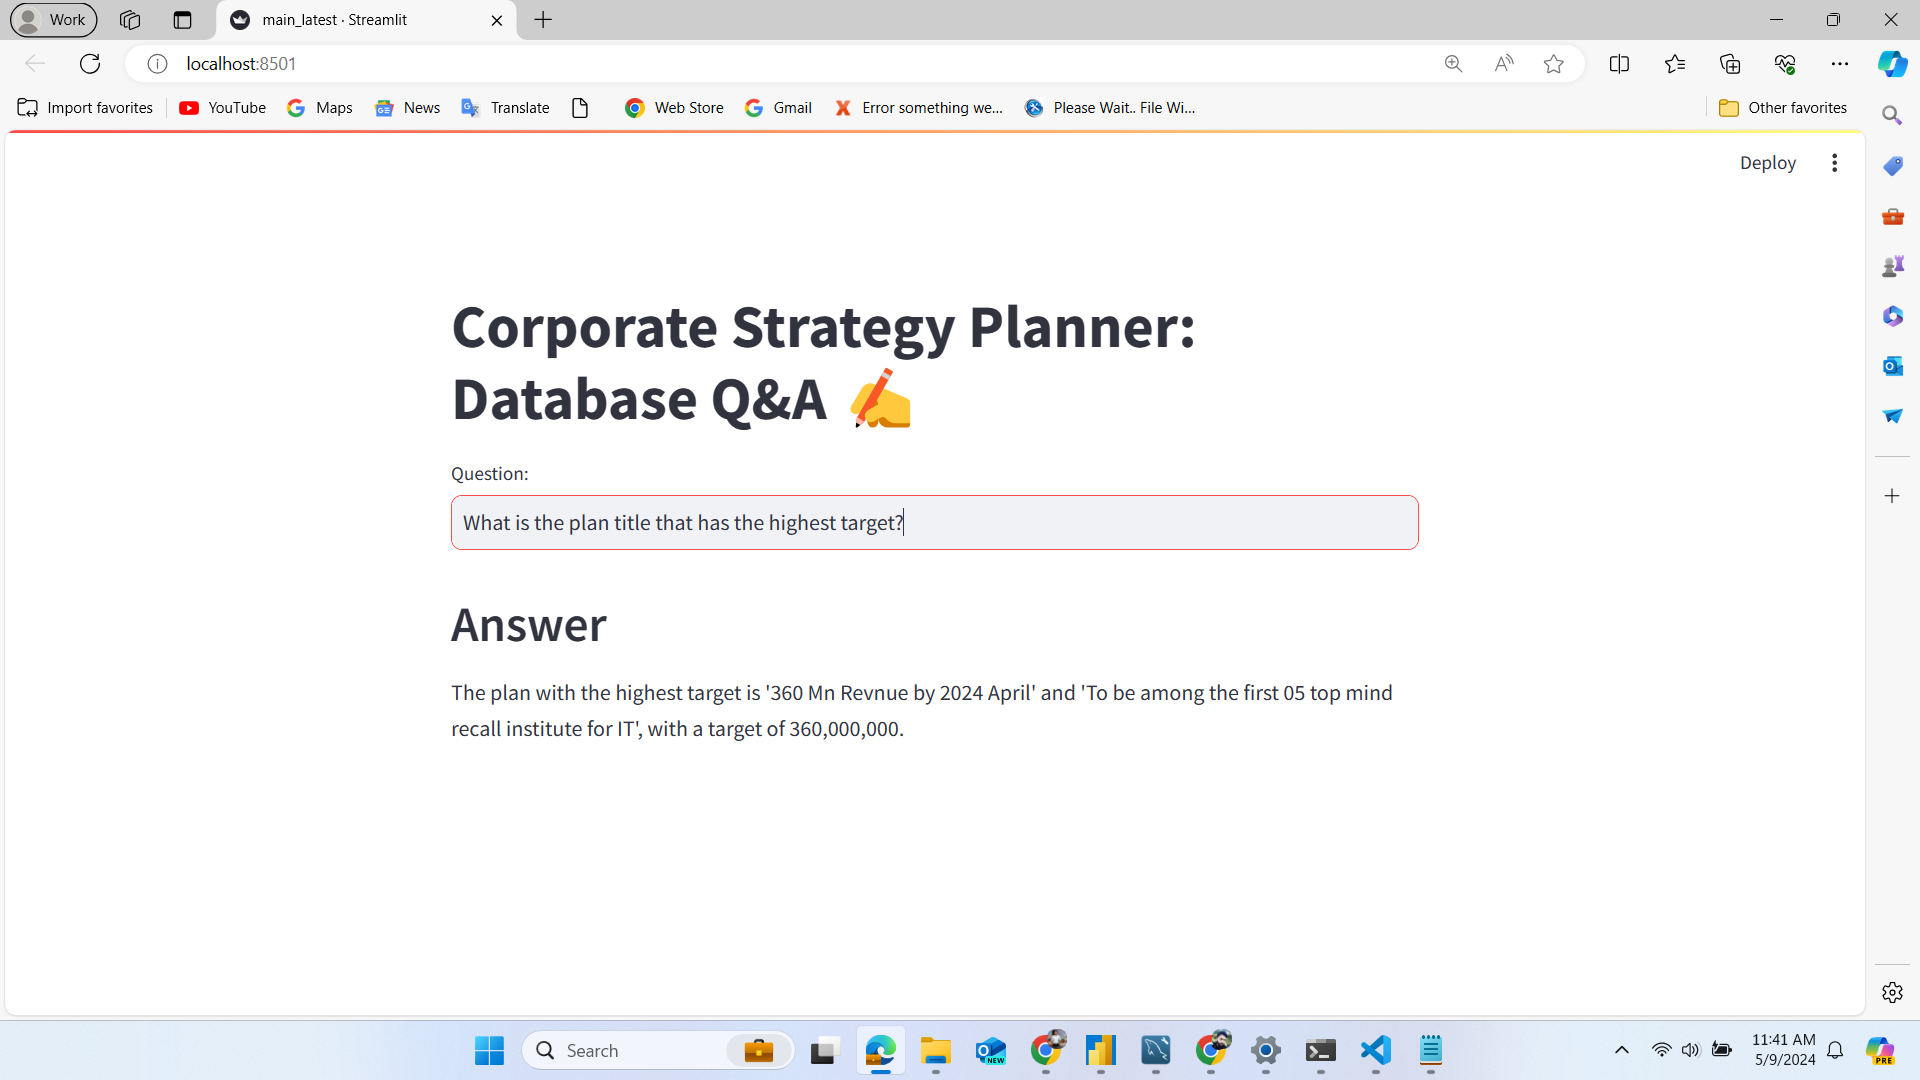 Work
main_latest · Streamlit
localhost:8501
Import favorites
YouTube
Maps
News
Translate
Web Store
Gmail
Error something we...
Please Wait.. File Wi...
Other favorites
Deploy
Corporate Strategy Planner:
Database Q&A ✍️
Question:
What is the plan title that has the highest target?
Answer
The plan with the highest target is '360 Mn Revnue by 2024 April' and 'To be among the first 05 top mind
recall institute for IT', with a target of 360,000,000.
Search
NEW
11:41 AM
5/9/2024
PRE